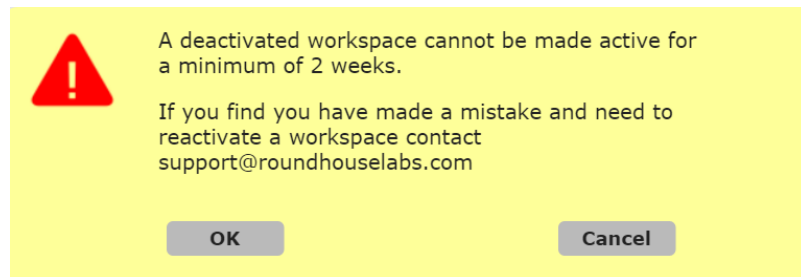 A deactivated workspace cannot be made active for
a minimum of 2 weeks.
If you find you have made a mistake and need to
reactivate a workspace contact
support@roundhouselabs.com
OK
Cancel